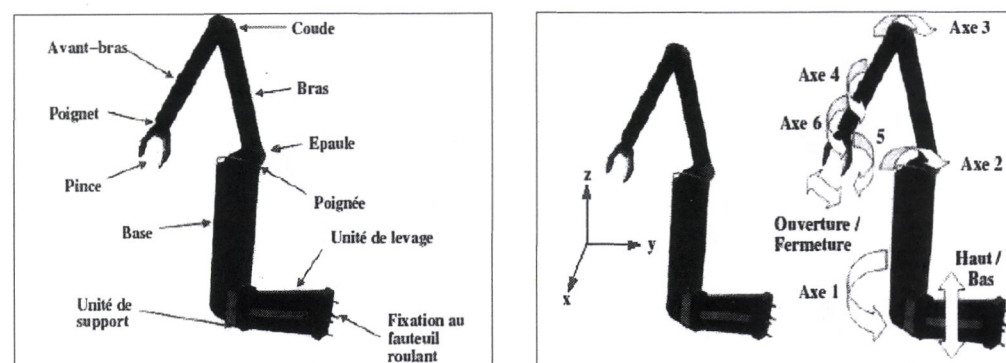 Coude
Avant-bras
Bras
Poignet
Epaule
Pince
Poignée
Base
Unité de levage
Unité de
support
Fixation au
fauteuil
roulant
z
y
x
Axe 3
Axe 4
Axe 6
5
Axe 2
Ouverture /
Fermeture
Haut /
Bas
Axe 1